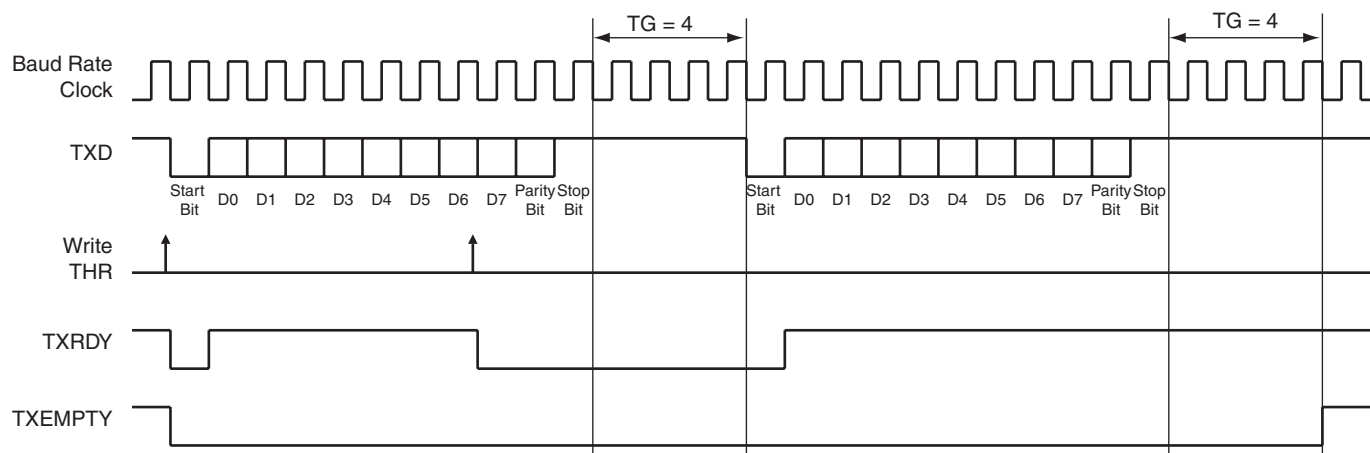 TG = 4
TG = 4
Baud Rate
Clock
TXD
Start
Bit
D0
D1
D2
D3
D4
D5
D6
D7
Parity
Bit
Stop
Bit
Start
Bit
D0
D1
D2
D3
D4
D5
D6
D7
Parity
Bit
Stop
Bit
Write
THR
TXRDY
TXEMPTY